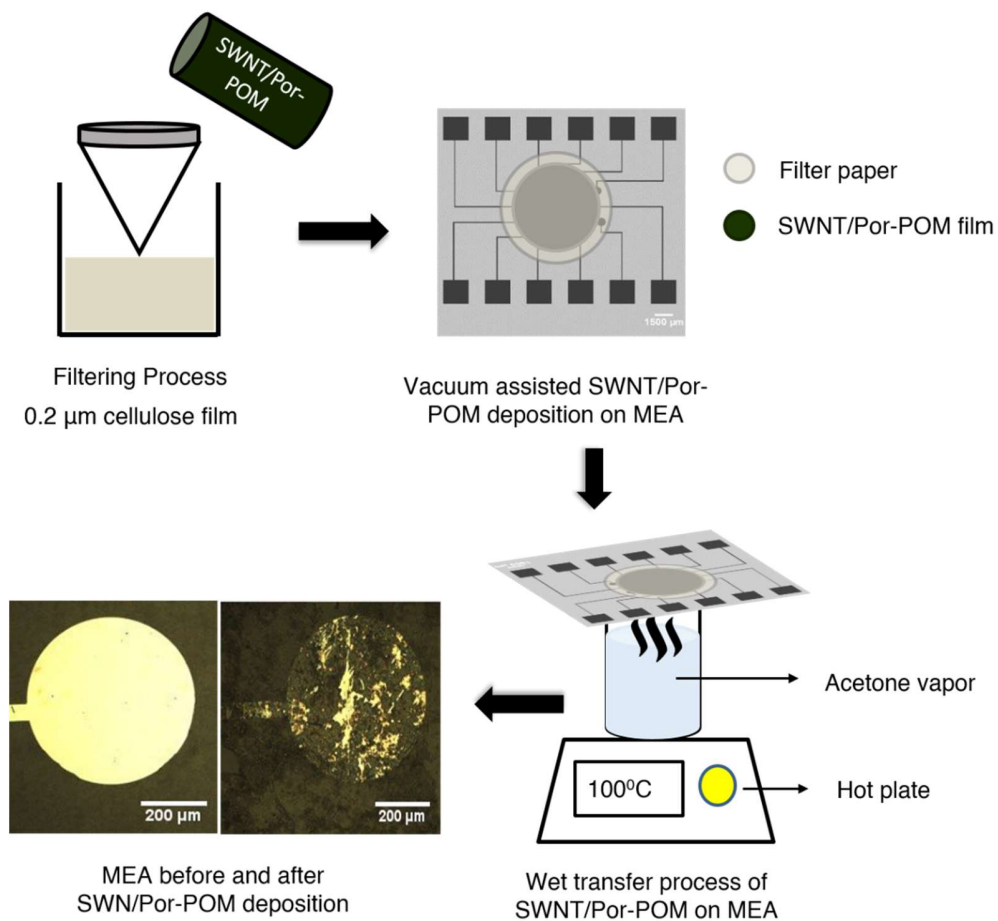 SWNT/Por-
POM
Filter paper
SWNT/Por-POM film
1500 µm
Filtering Process
0.2 µm cellulose film
Vacuum assisted SWNT/Por-
POM deposition on MEA
Acetone vapor
100⁰C
Hot plate
200 µm
200 µm
MEA before and after
SWN/Por-POM deposition
Wet transfer process of
SWNT/Por-POM on MEA